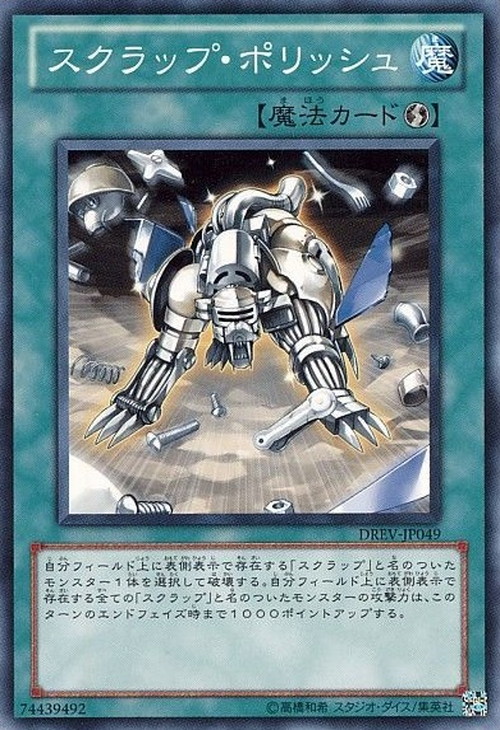 スクラップ・ポリッシュ 魔
【魔法カード】
DREV-JP049
自分フィールド上に表側表示で存在する「スクラップ」と名のついた
モンスター1体を選択して破壊する。自分フィールド上に表側表示で
存在する全ての「スクラップ」と名のついたモンスターの攻撃力は、この
ターンのエンドフェイズ時まで1000ポイントアップする。
74439492 ©高橋和希 スタジオ・ダイス/集英社